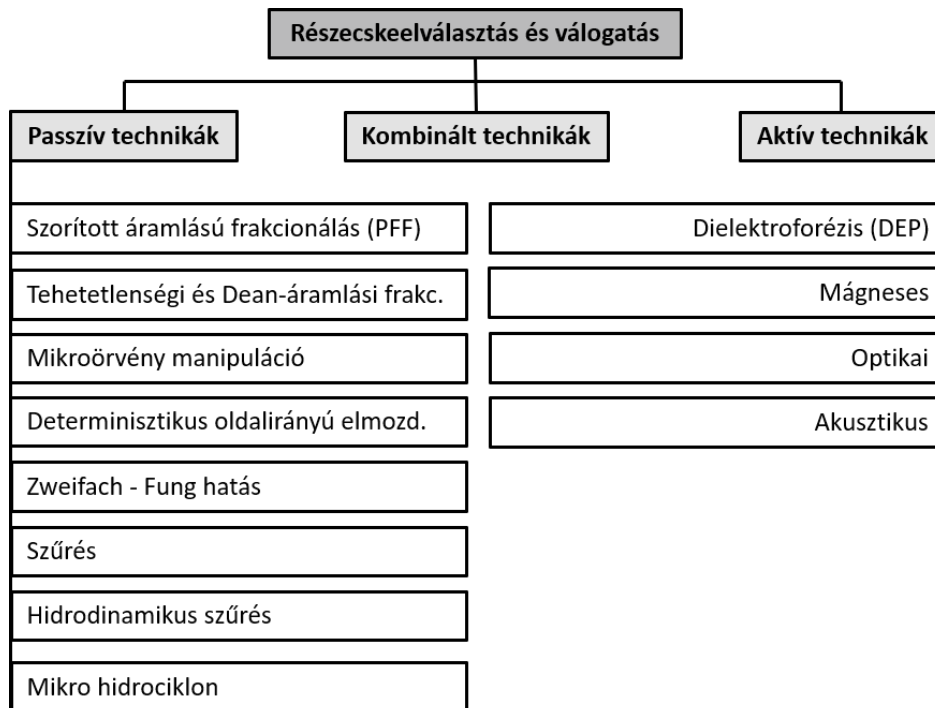 Részecskeelválasztás és válogatás
Passzív technikák
Kombinált technikák
Aktív technikák
Szorított áramlású frakcionálás (PFF)
Dielektroforézis (DEP)
Tehetetlenségi és Dean-áramlási frakc.
Mágneses
Mikroörvény manipuláció
Optikai
Determinisztikus oldalirányú elmozd.
Akusztikus
Zweifach - Fung hatás
Szűrés
Hidrodinamikus szűrés
Mikro hidrociklon